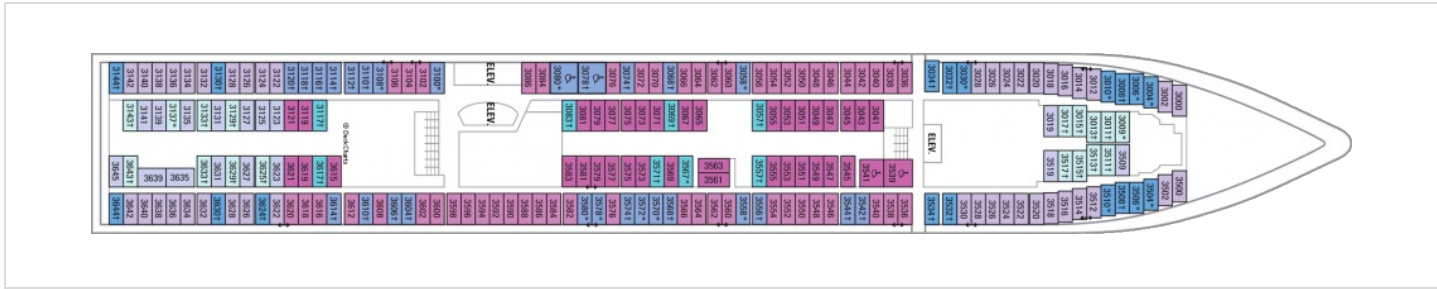 3144† 3142 3140 3138 3136 3134 3132 3130† 3128 3126 3124 3122 3120† 3118† 3116† 3114† 3112† 3110† 3108* 3106 3104 3102 3100* ELEV. 3086 3084 3080* 3078† 3076 3074† 3072 3070 3068† 3066 3064 3062 3060 3058* 3056 3054 3052 3050 3048 3046 3044 3042 3040 3038 3036 3034† 3032† 3030* 3028 3026 3024 3022 3020 3018 3016 3014 3012 3010* 3008† 3006* 3004* 3002 3000
3143† 3141 3139 3137* 3135 3133† 3131 3129† 3127 3125 3123 3121 3119 3117† ELEV. 3083† 3081 3079 3077 3075 3073 3071 3069† 3067 3065 3057† 3055 3053 3051 3049 3047 3045 3043 3041 3019 3017† 3015† 3013† 3011† 3009*
© DeckChartz
ELEV.
3645 3643† 3639 3635 3633† 3631 3629† 3627 3625† 3623 3621 3619 3617† 3615 3583 3581 3579 3577 3575 3573 3571† 3569 3567* 3563 3557† 3555 3553 3551 3549 3547 3545 3541 3539 3519 3517† 3515† 3513† 3511† 3509
3561
3644† 3642 3640 3638 3636 3634 3632 3630† 3628 3626 3624† 3622 3620 3618 3616 3614† 3612 3610† 3608 3606† 3604† 3602 3600 3598 3596 3594 3592 3590 3588 3586 3584 3582 3580* 3578* 3576 3574† 3572* 3570* 3568† 3566 3564 3562 3560 3558* 3556† 3554 3552 3550 3548 3546 3544† 3542† 3540 3538 3536 3534† 3532† 3530 3528 3526 3524 3522 3520 3518 3516 3514 3512 3510* 3508† 3506* 3504* 3502 3500